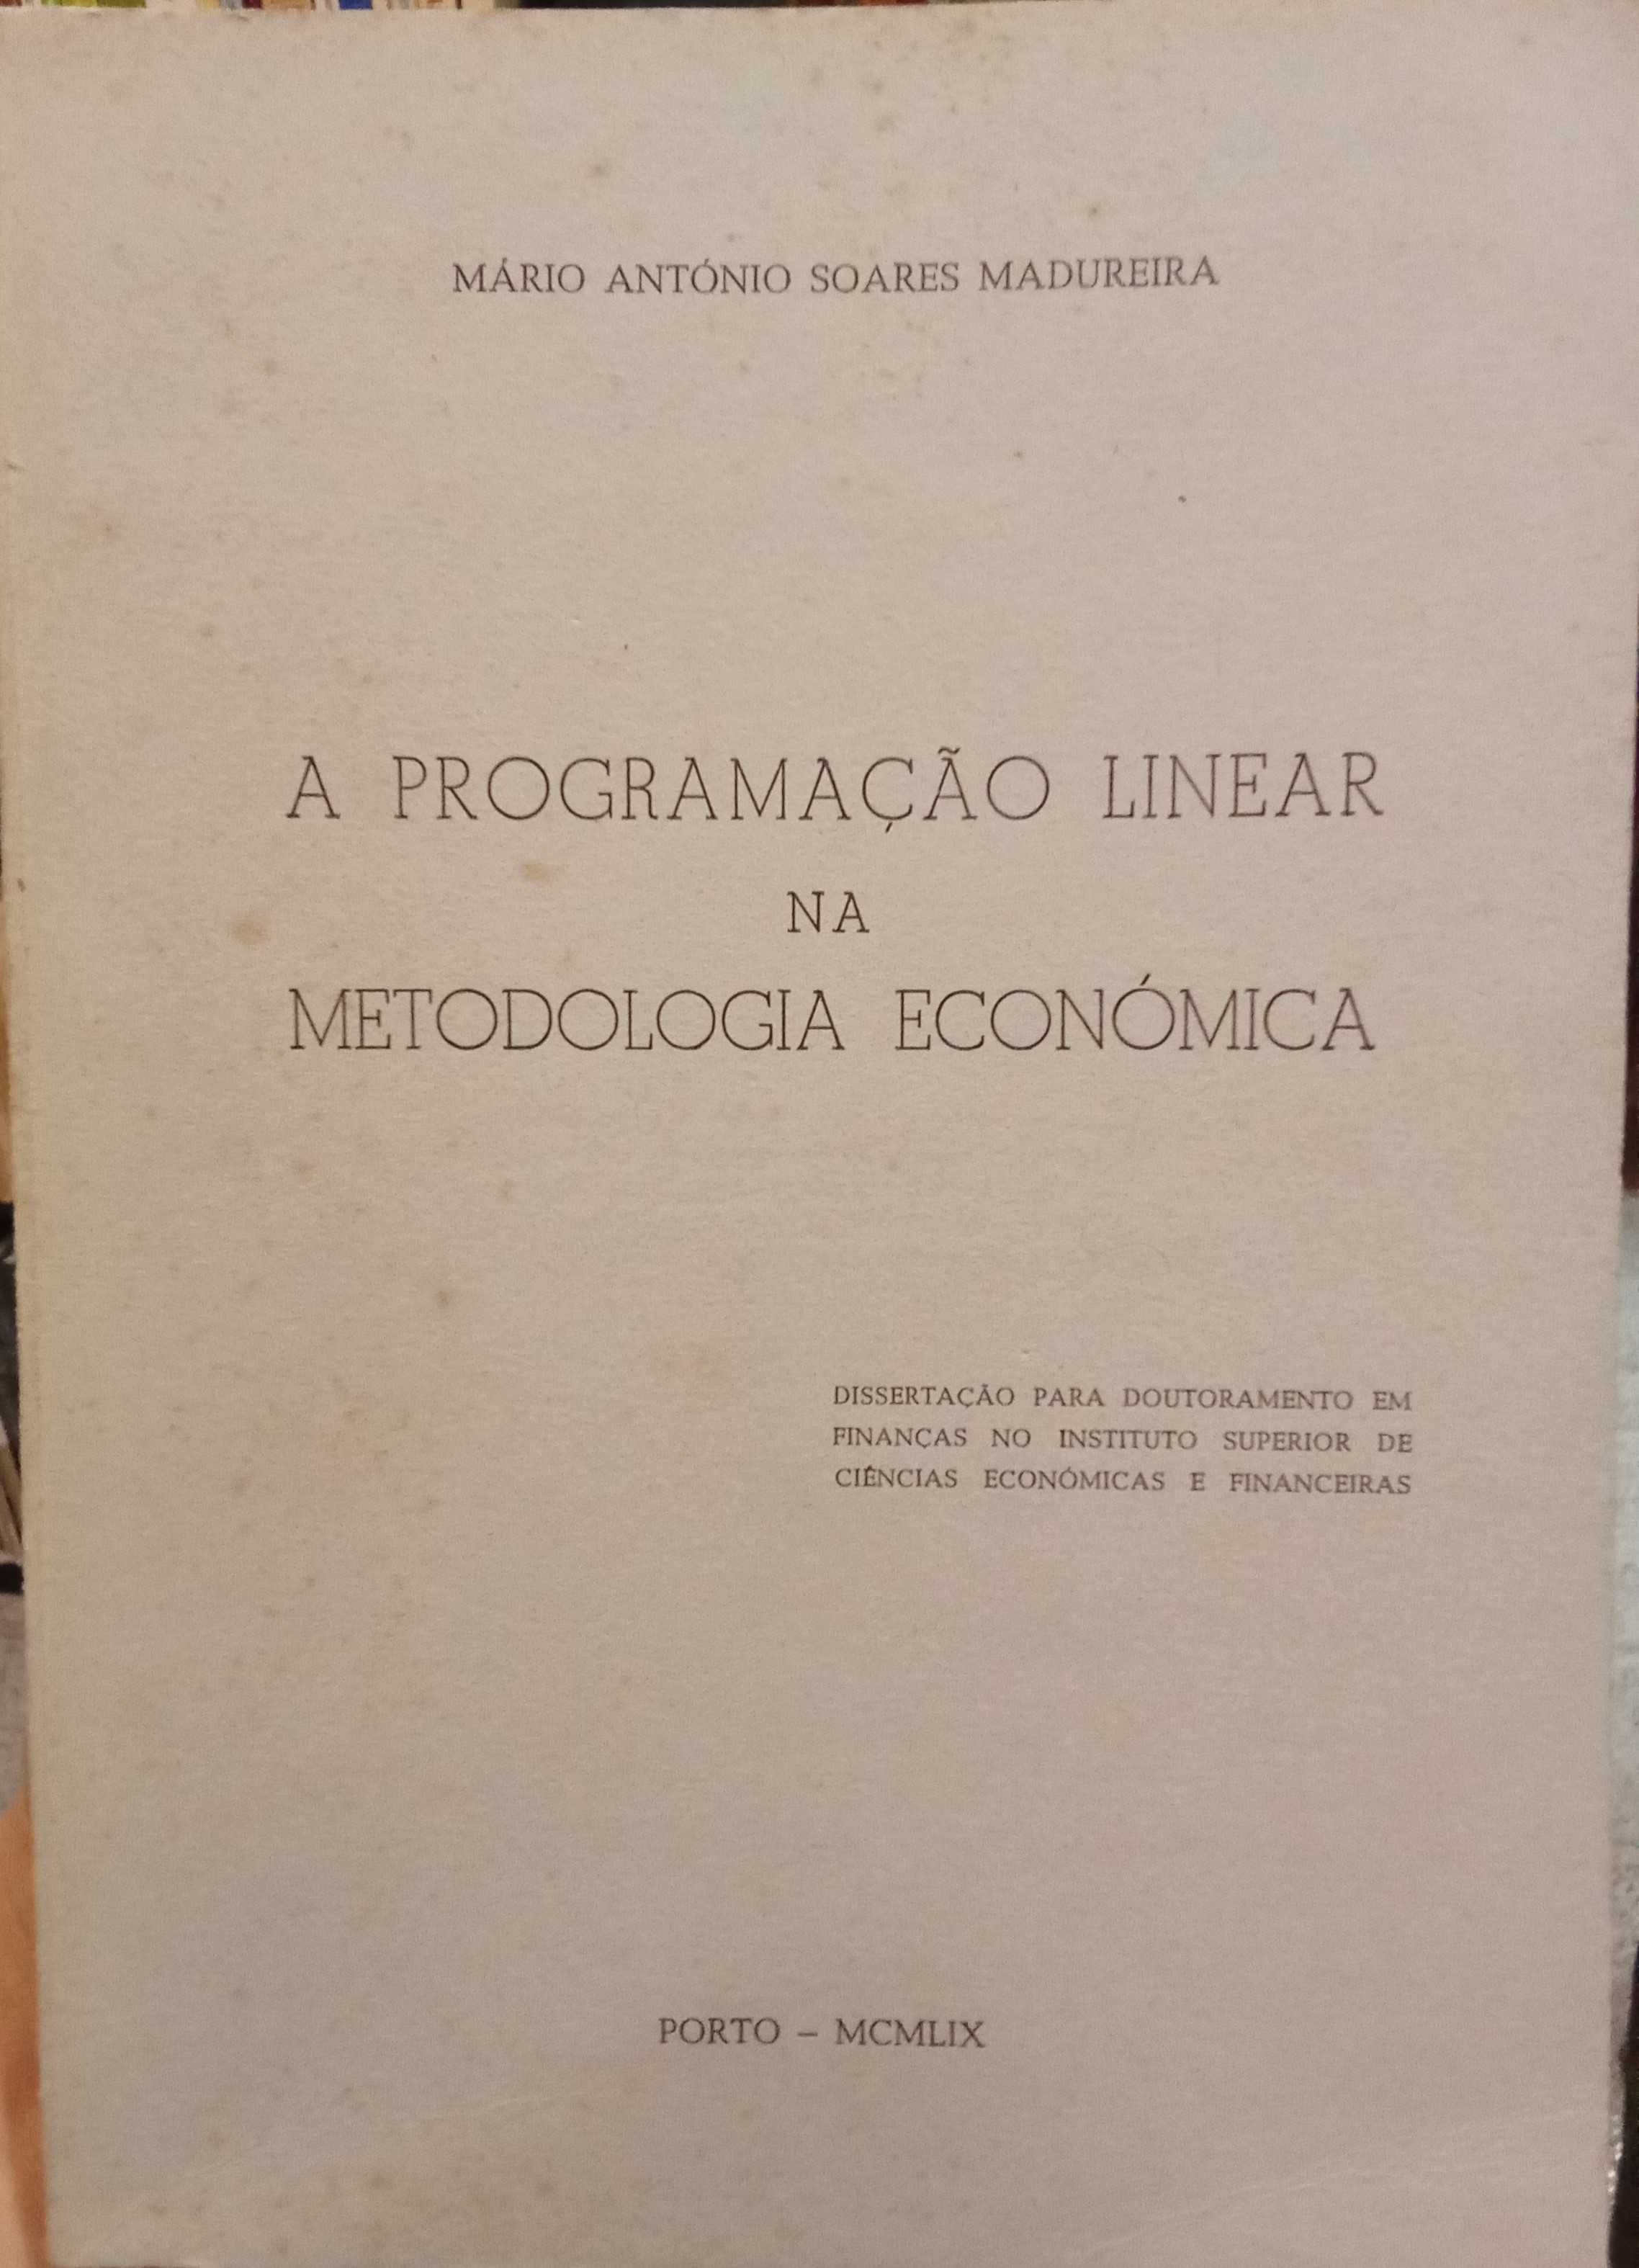 MÁRIO ANTÓNIO SOARES MADUREIRA
A PROGRAMAÇÃO LINEAR
NA
METODOLOGIA ECONÓMICA
DISSERTAÇÃO PARA DOUTORAMENTO EM
FINANÇAS NO INSTITUTO SUPERIOR DE
CIÊNCIAS ECONÓMICAS E FINANCEIRAS
PORTO – MCMLIX